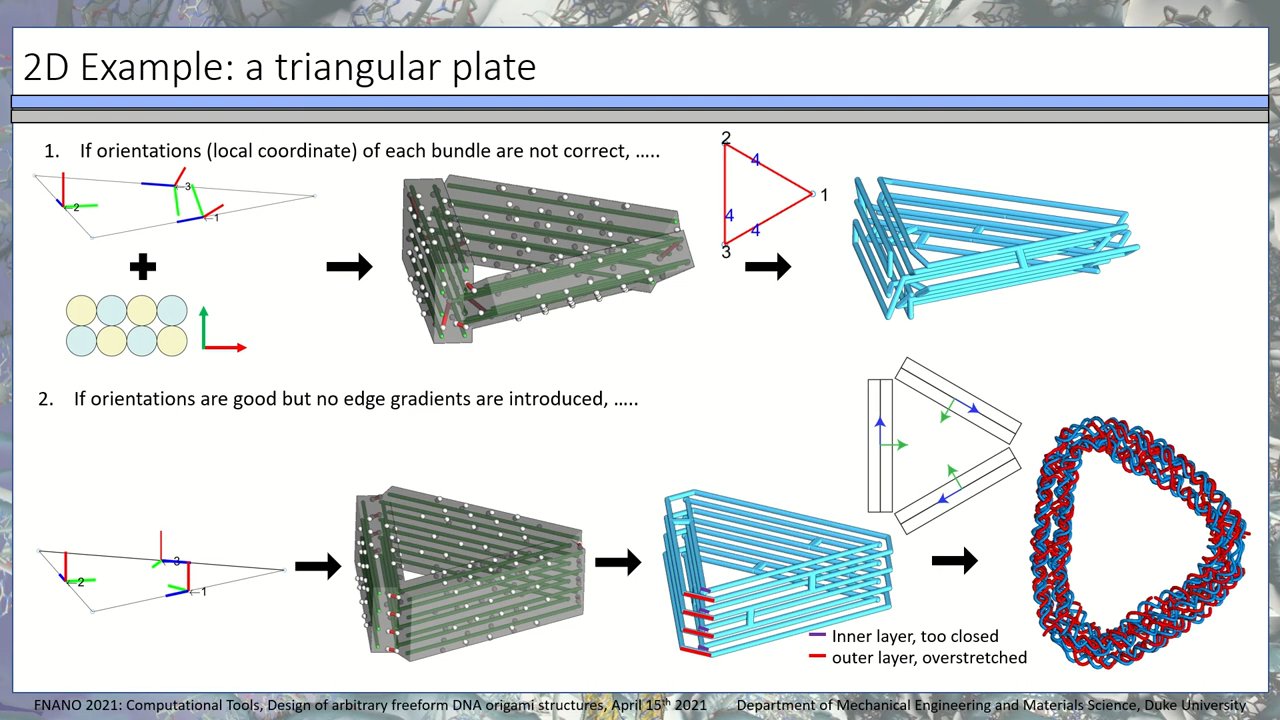 2D Example: a triangular plate
1. If orientations (local coordinate) of each bundle are not correct, …..
2
3
1
2
4
1
4
4
3
2. If orientations are good but no edge gradients are introduced, …..
2
3
1
Inner layer, too closed
outer layer, overstretched
FNANO 2021: Computational Tools, Design of arbitrary freeform DNA origami structures, April 15th 2021
Department of Mechanical Engineering and Materials Science, Duke University